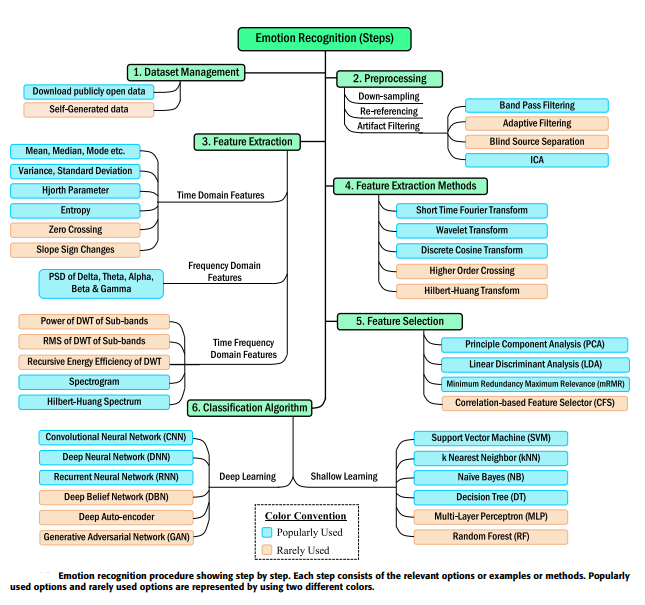 Emotion Recognition (Steps)
1. Dataset Management
Download publicly open data
Self-Generated data
2. Preprocessing
Down-sampling
Re-referencing
Artifact Filtering
Band Pass Filtering
Adaptive Filtering
Blind Source Separation
ICA
3. Feature Extraction
Mean, Median, Mode etc.
Variance, Standard Deviation
Hjorth Parameter
Entropy
Zero Crossing
Slope Sign Changes
Time Domain Features
PSD of Delta, Theta, Alpha,
Beta & Gamma
Frequency Domain
Features
Power of DWT of Sub-bands
RMS of DWT of Sub-bands
Recursive Energy Efficiency of DWT
Spectrogram
Hilbert-Huang Spectrum
Time Frequency
Domain Features
4. Feature Extraction Methods
Short Time Fourier Transform
Wavelet Transform
Discrete Cosine Transform
Higher Order Crossing
Hilbert-Huang Transform
5. Feature Selection
Principle Component Analysis (PCA)
Linear Discriminant Analysis (LDA)
Minimum Redundancy Maximum Relevance (mRMR)
Correlation-based Feature Selector (CFS)
6. Classification Algorithm
Convolutional Neural Network (CNN)
Deep Neural Network (DNN)
Recurrent Neural Network (RNN)
Deep Belief Network (DBN)
Deep Auto-encoder
Generative Adversarial Network (GAN)
Deep Learning
Shallow Learning
Support Vector Machine (SVM)
k Nearest Neighbor (kNN)
Naïve Bayes (NB)
Decision Tree (DT)
Multi-Layer Perceptron (MLP)
Random Forest (RF)
Color Convention
Popularly Used
Rarely Used
Emotion recognition procedure showing step by step. Each step consists of the relevant options or examples or methods. Popularly
used options and rarely used options are represented by using two different colors.